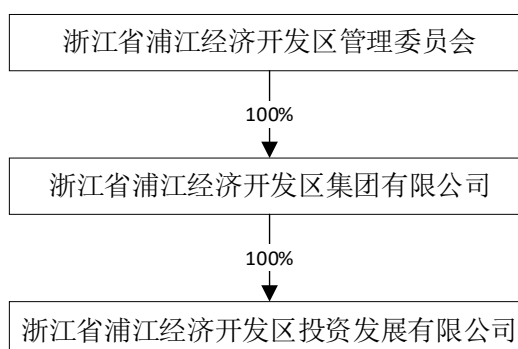 浙江省浦江经济开发区管理委员会
100%
浙江省浦江经济开发区集团有限公司
100%
浙江省浦江经济开发区投资发展有限公司